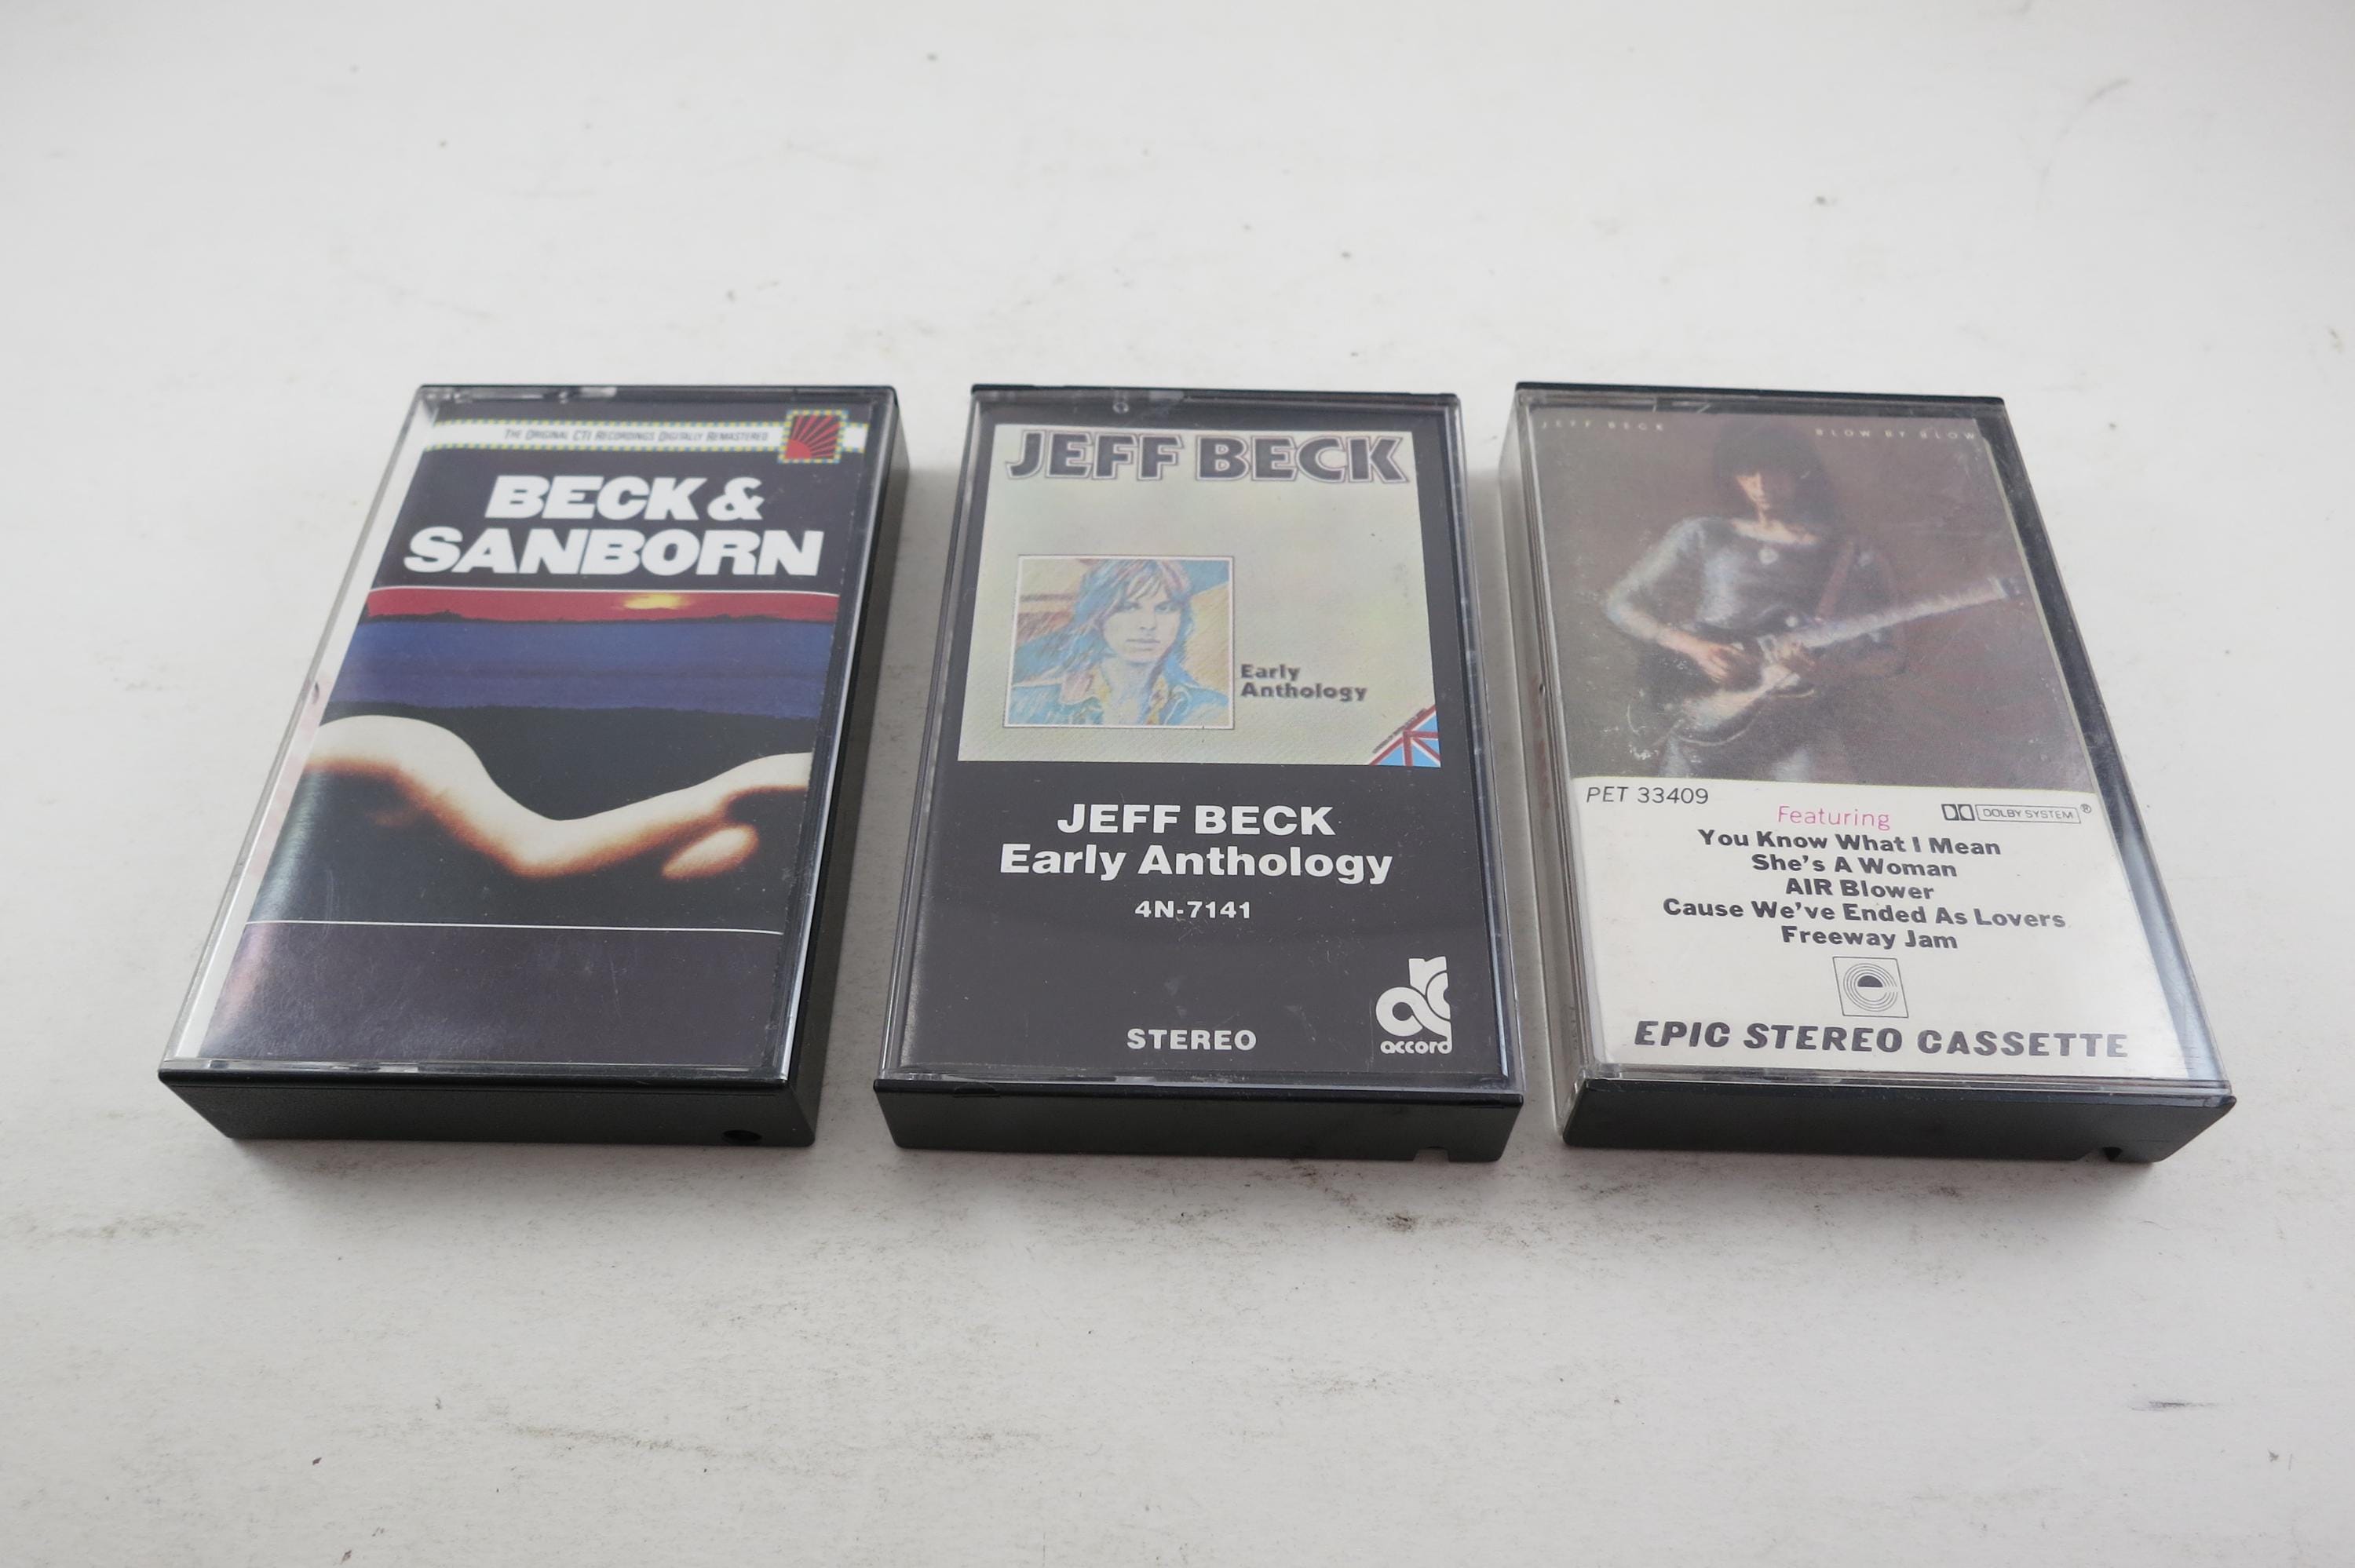 THE ORIGINAL CTI RECORDINGS DIGITALLY REMASTERED
BECK &
SANBORN
JEFF BECK
Early
Anthology
JEFF BECK
Early Anthology
4N-7141
STEREO
accord
JEFF BECK BLOW BY BLOW
PET 33409
Featuring
DOLBY SYSTEM ®
You Know What I Mean
She's A Woman
AIR Blower
Cause We've Ended As Lovers
Freeway Jam
e
EPIC STEREO CASSETTE